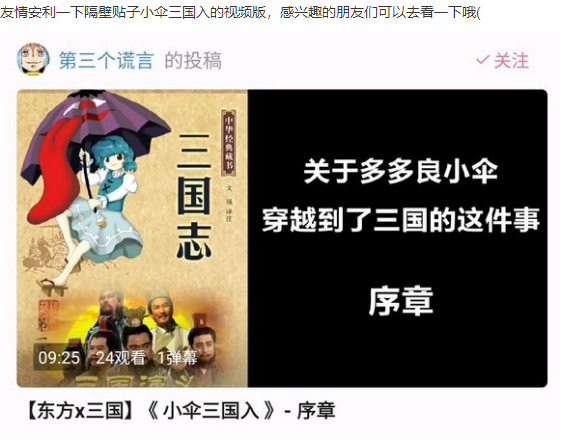 友情安利一下隔壁贴子小伞三国入的视频版，感兴趣的朋友们可以去看一下哦(
第三个谎言 的投稿
关注
中华经典藏书
三国志
关于多多良小伞
穿越到了三国的这件事
序章
09:25 24观看 1弹幕
【东方x三国】《 小伞三国入 》- 序章